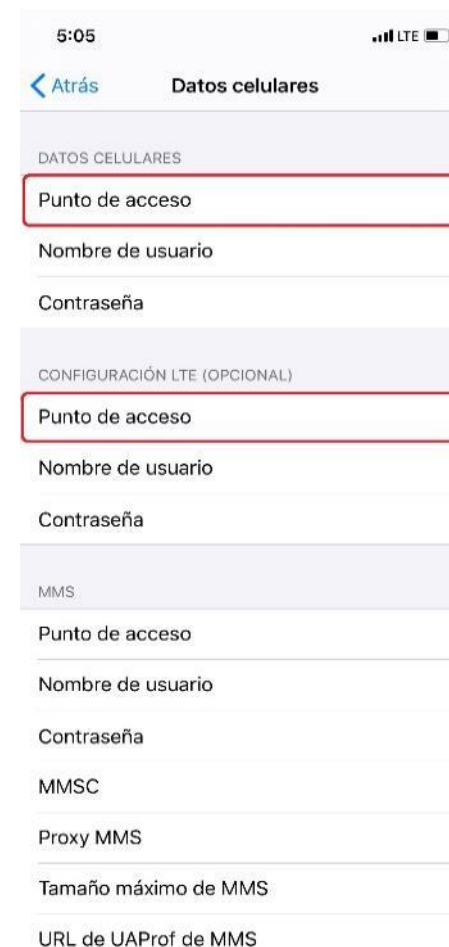 5:05
LTE
Atrás
Datos celulares
DATOS CELULARES
Punto de acceso
Nombre de usuario
Contraseña
CONFIGURACIÓN LTE (OPCIONAL)
Punto de acceso
Nombre de usuario
Contraseña
MMS
Punto de acceso
Nombre de usuario
Contraseña
MMSC
Proxy MMS
Tamaño máximo de MMS
URL de UAProf de MMS